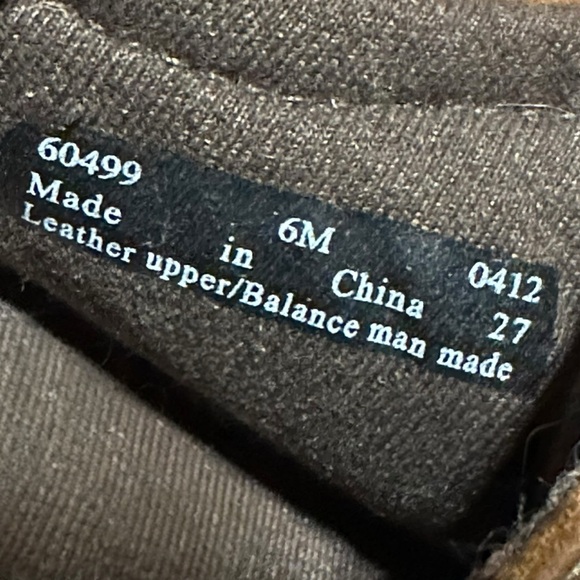 60499 6M 0412
Made in China 27
Leather upper/Balance man made